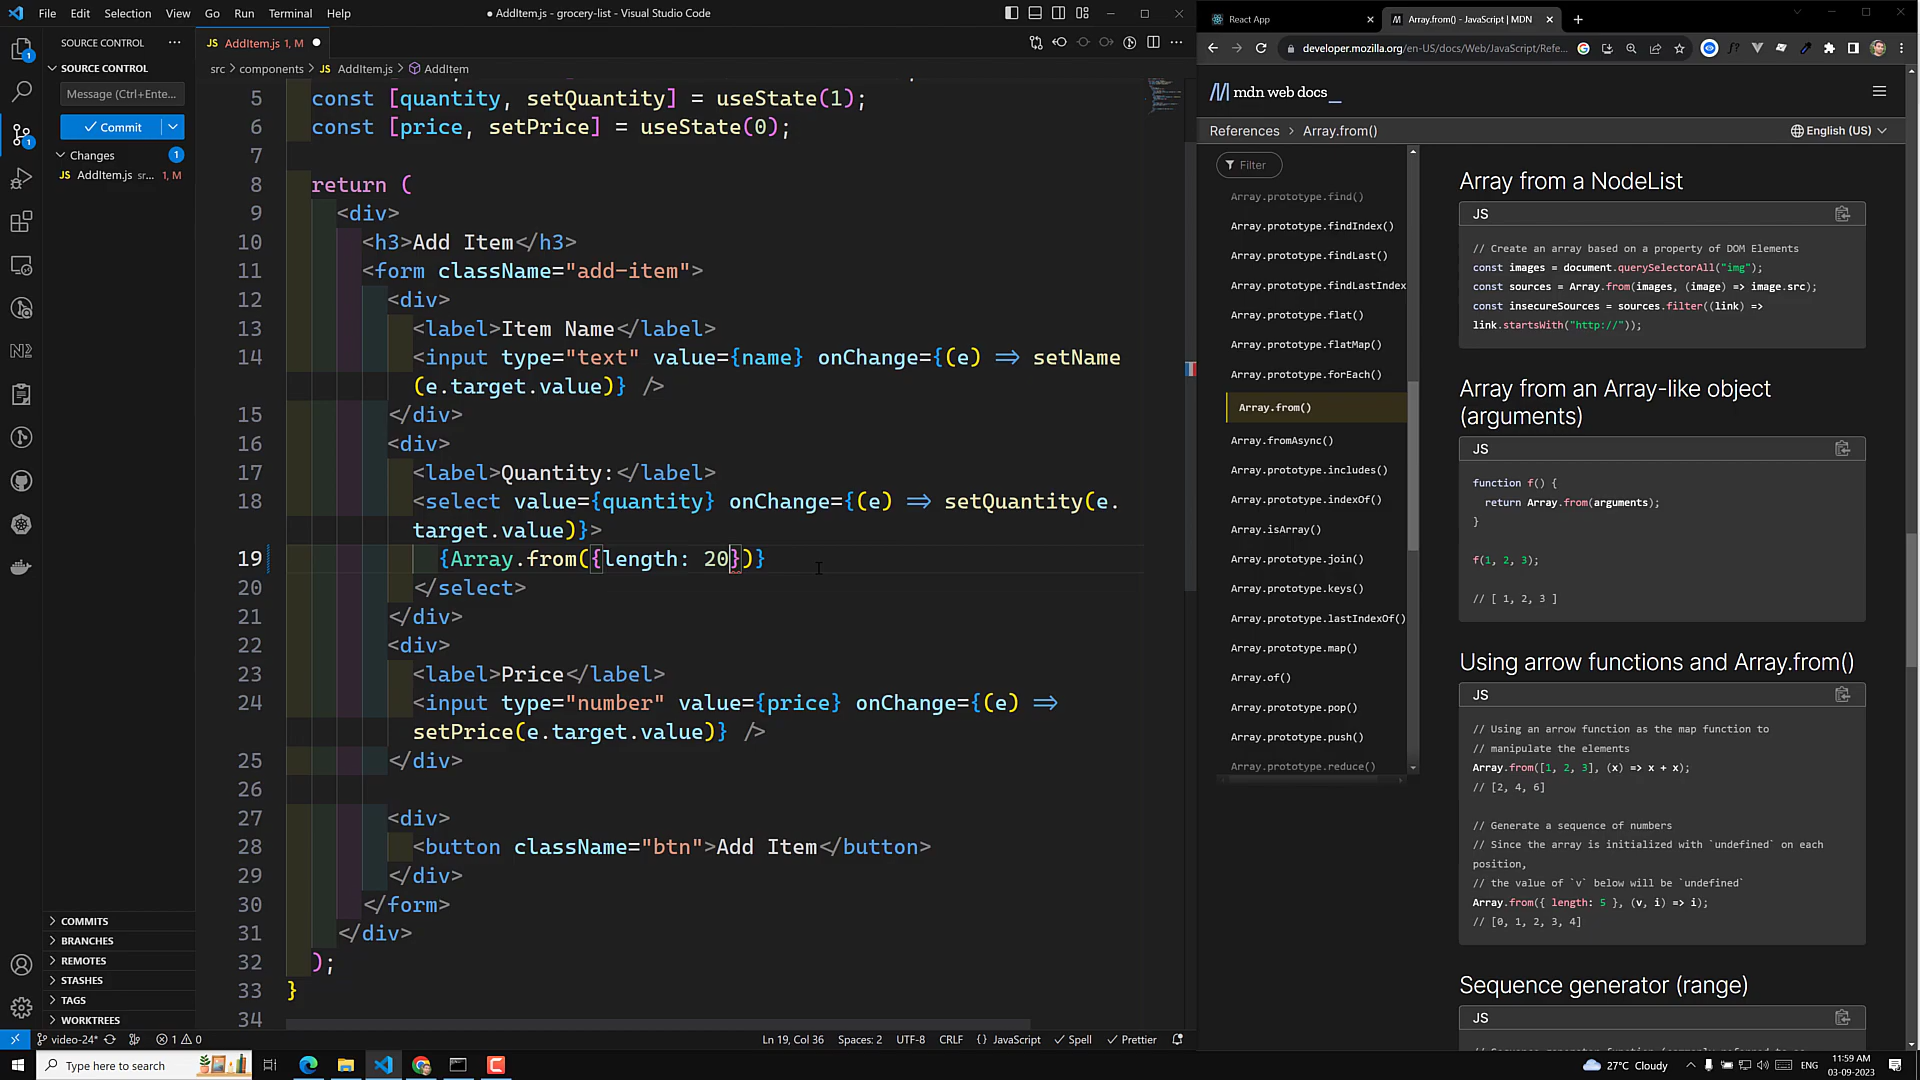 File Edit Selection View Go Run Terminal Help
● AddItem.js - grocery-list - Visual Studio Code
SOURCE CONTROL
SOURCE CONTROL
Message (Ctrl+Ente...
Commit
Changes 1
AddItem.js sr... 1, M
COMMITS
BRANCHES
REMOTES
STASHES
TAGS
WORKTREES
AddItem.js 1, M
src > components > JS AddItem.js > AddItem
5 const [quantity, setQuantity] = useState(1);
6 const [price, setPrice] = useState(0);
7
8 return (
9 <div>
10 <h3>Add Item</h3>
11 <form className="add-item">
12 <div>
13 <label>Item Name</label>
14 <input type="text" value={name} onChange={(e) => setName
(e.target.value)} />
15 </div>
16 <div>
17 <label>Quantity:</label>
18 <select value={quantity} onChange={(e) => setQuantity(e.
target.value)}>
19 {Array.from({length: 20})}
20 </select>
21 </div>
22 <div>
23 <label>Price</label>
24 <input type="number" value={price} onChange={(e) =>
setPrice(e.target.value)} />
25 </div>
26
27 <div>
28 <button className="btn">Add Item</button>
29 </div>
30 </form>
31 </div>
32 );
33 }
34
video-24* 1 0
Ln 19, Col 36 Spaces: 2 UTF-8 CRLF {} JavaScript Spell Prettier
React App
Array.from() - JavaScript | MDN
developer.mozilla.org/en-US/docs/Web/JavaScript/Refe...
mdn web docs_
References > Array.from()
English (US)
Filter
Array.prototype.find()
Array.prototype.findIndex()
Array.prototype.findLast()
Array.prototype.findLastIndex
Array.prototype.flat()
Array.prototype.flatMap()
Array.prototype.forEach()
Array.from()
Array.fromAsync()
Array.prototype.includes()
Array.prototype.indexOf()
Array.isArray()
Array.prototype.join()
Array.prototype.keys()
Array.prototype.lastIndexOf()
Array.prototype.map()
Array.of()
Array.prototype.pop()
Array.prototype.push()
Array.prototype.reduce()
Array from a NodeList
JS
// Create an array based on a property of DOM Elements
const images = document.querySelectorAll("img");
const sources = Array.from(images, (image) => image.src);
const insecureSources = sources.filter((link) =>
link.startsWith("http://"));
Array from an Array-like object
(arguments)
JS
function f() {
return Array.from(arguments);
}
f(1, 2, 3);
// [ 1, 2, 3 ]
Using arrow functions and Array.from()
JS
// Using an arrow function as the map function to
// manipulate the elements
Array.from([1, 2, 3], (x) => x + x);
// [2, 4, 6]
// Generate a sequence of numbers
// Since the array is initialized with `undefined` on each
position,
// the value of `v` below will be `undefined`
Array.from({ length: 5 }, (v, i) => i);
// [0, 1, 2, 3, 4]
Sequence generator (range)
JS
Type here to search
27°C Cloudy
ENG
11:59 AM
03-09-2023